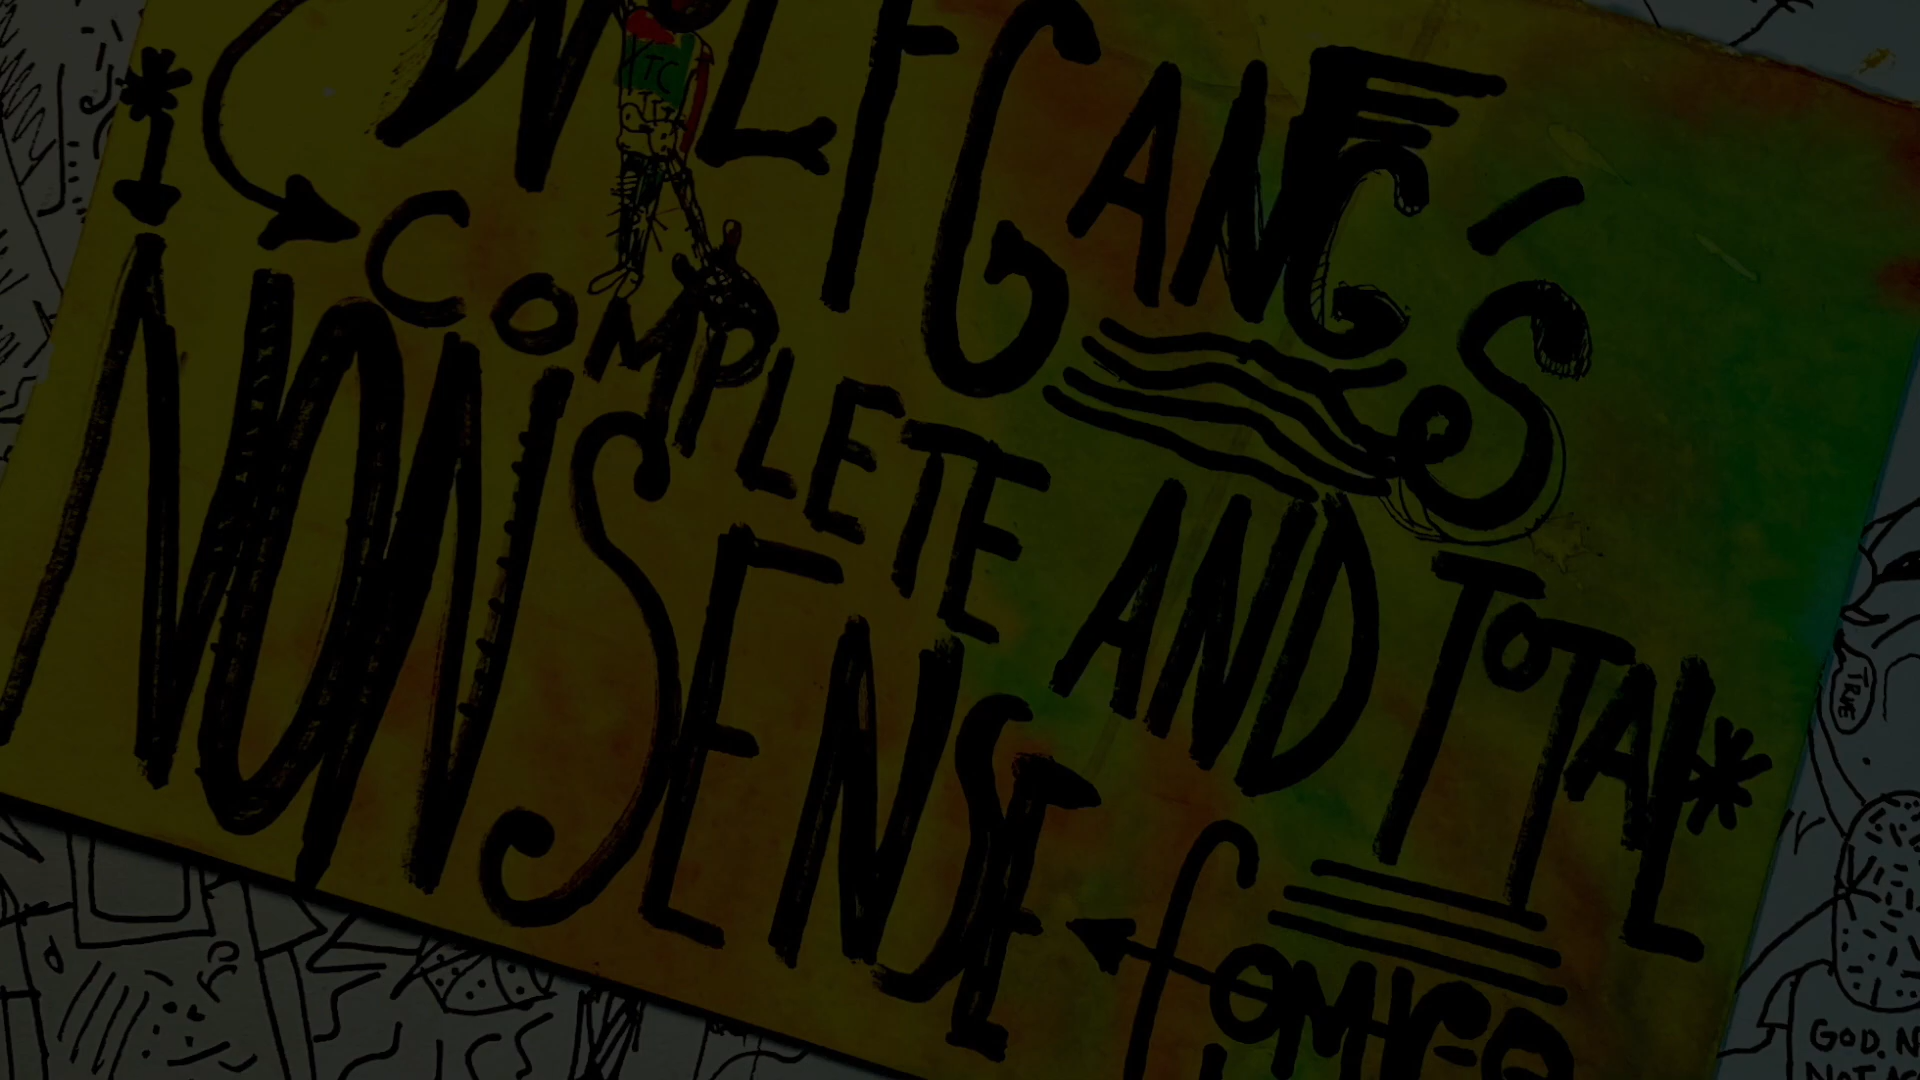 WOLFGANG'S
COMPLETE AND TOTAL*
*NONSENSE
TRUE
GOD.